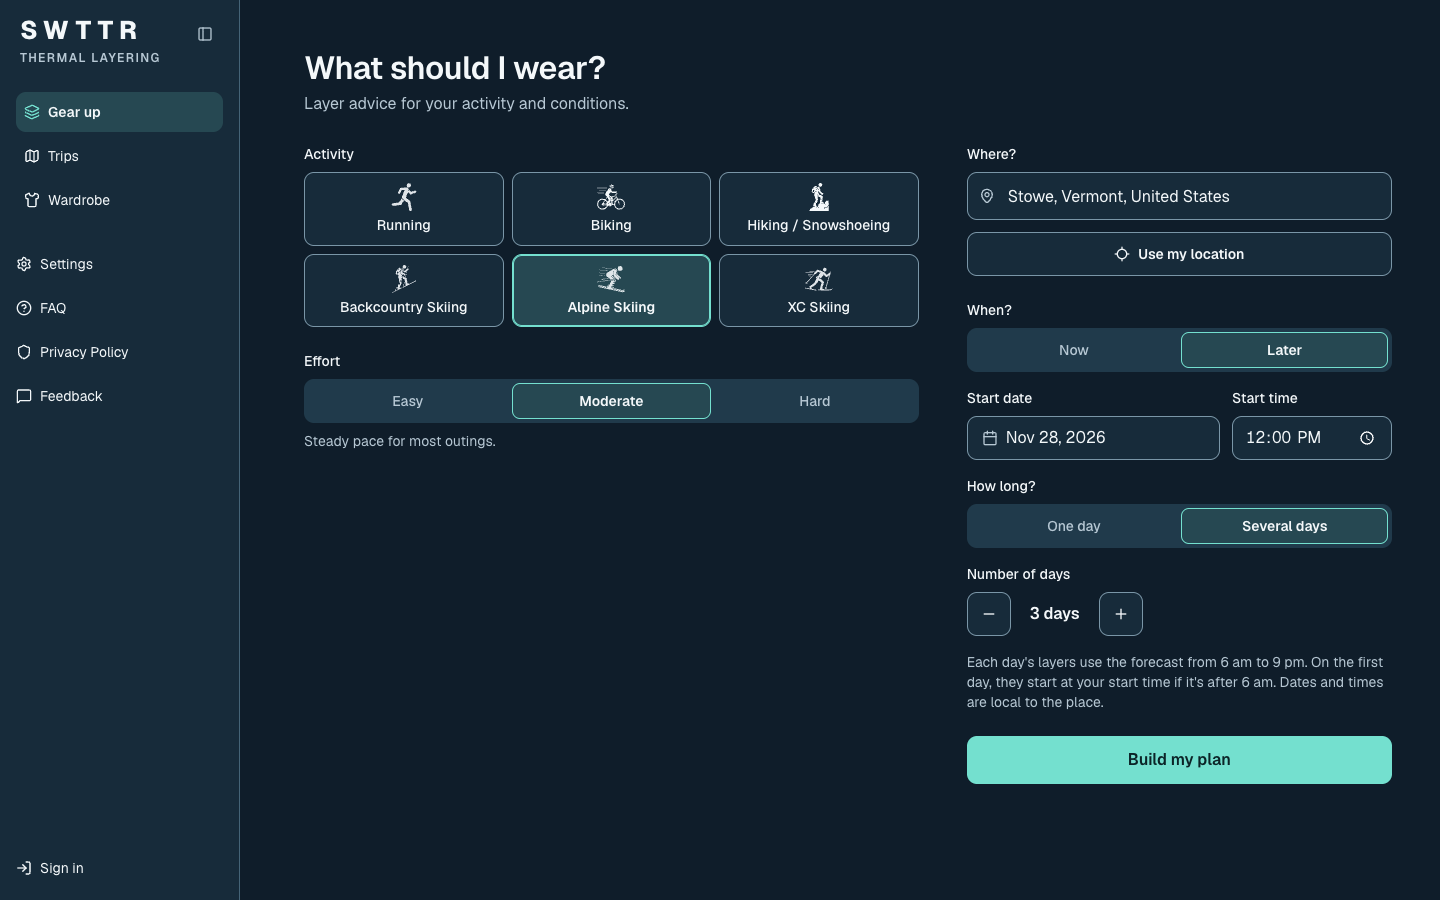 SWTTR
THERMAL LAYERING
Gear up
Trips
Wardrobe
Settings
FAQ
Privacy Policy
Feedback
Sign in
What should I wear?
Layer advice for your activity and conditions.
Activity
Running
Biking
Hiking / Snowshoeing
Backcountry Skiing
Alpine Skiing
XC Skiing
Effort
Easy
Moderate
Hard
Steady pace for most outings.
Where?
Stowe, Vermont, United States
Use my location
When?
Now
Later
Start date
Start time
Nov 28, 2026
12:00 PM
How long?
One day
Several days
Number of days
3 days
Each day's layers use the forecast from 6 am to 9 pm. On the first
day, they start at your start time if it's after 6 am. Dates and times
are local to the place.
Build my plan